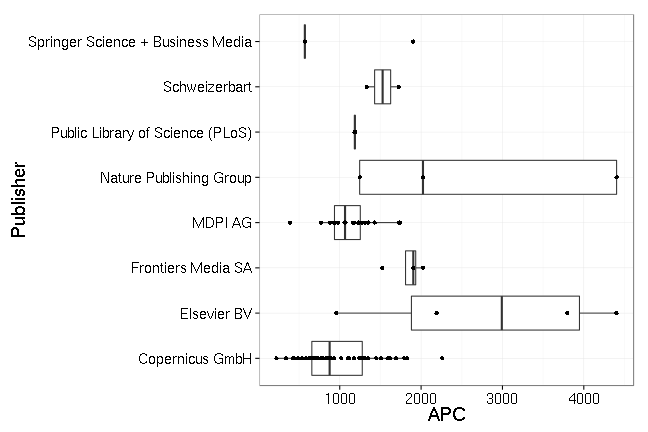 Springer Science + Business Media
Schweizerbart
Public Library of Science (PLoS)
Nature Publishing Group
MDPI AG
Frontiers Media SA
Elsevier BV
Copernicus GmbH
Publisher
1000 2000 3000 4000
APC